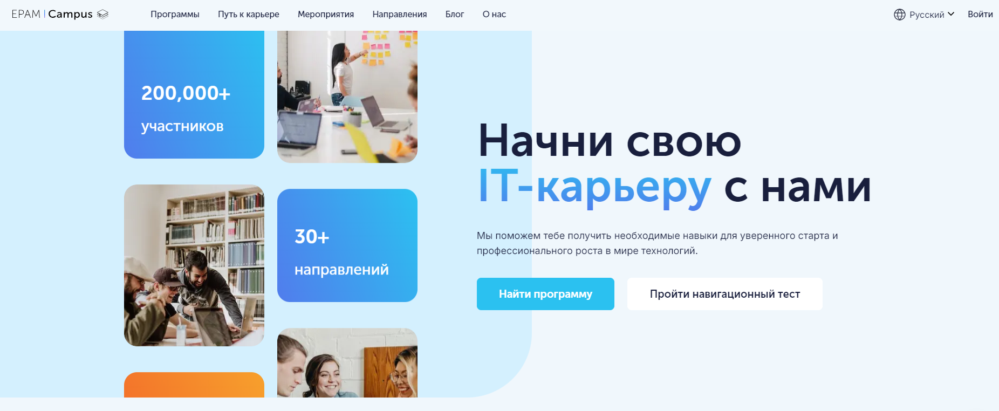 EPAM | Campus
Программы
Путь к карьере
Мероприятия
Направления
Блог
О нас
Русский
Войти
200,000+
участников
30+
направлений
Начни свою
IT-карьеру с нами
Мы поможем тебе получить необходимые навыки для уверенного старта и
профессионального роста в мире технологий.
Найти программу
Пройти навигационный тест